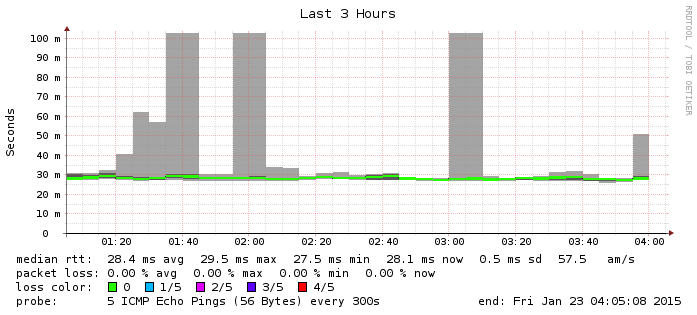 Last 3 Hours
RRDTOOL / TOBI OETIKER
Seconds
100 m
90 m
80 m
70 m
60 m
50 m
40 m
30 m
20 m
10 m
0
01:20 01:40 02:00 02:20 02:40 03:00 03:20 03:40 04:00
median rtt: 28.4 ms avg 29.5 ms max 27.5 ms min 28.1 ms now 0.5 ms sd 57.5 am/s
packet loss: 0.00 % avg 0.00 % max 0.00 % min 0.00 % now
loss color: 0 1/5 2/5 3/5 4/5
probe: 5 ICMP Echo Pings (56 Bytes) every 300s end: Fri Jan 23 04:05:08 2015